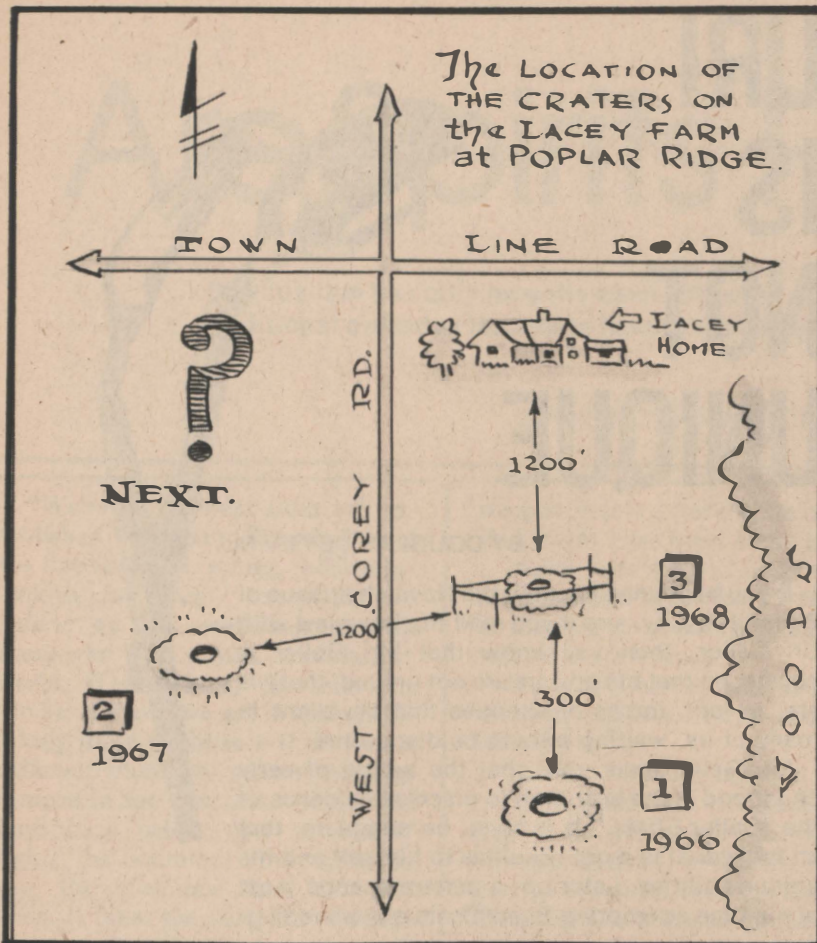 The LOCATION OF
THE CRATERS ON
the LACEY FARM
at POPLAR RIDGE.
TOWN LINE ROAD
LACEY
HOME
?
NEXT.
WEST COREY RD.
1200'
3
1968
1200
2
1967
300'
1
1966
WOODS